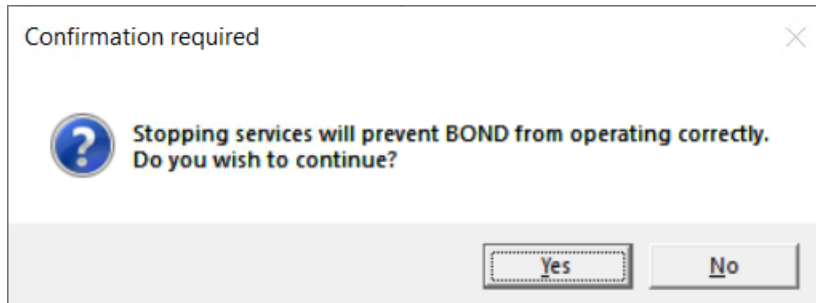 Confirmation required
Stopping services will prevent BOND from operating correctly.
Do you wish to continue?
Yes
No